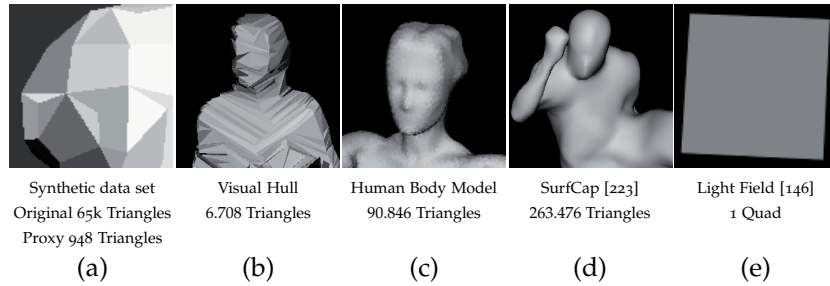 Synthetic data set
Original 65k Triangles
Proxy 948 Triangles
(a)
Visual Hull
6.708 Triangles
(b)
Human Body Model
90.846 Triangles
(c)
SurfCap [223]
263.476 Triangles
(d)
Light Field [146]
1 Quad
(e)